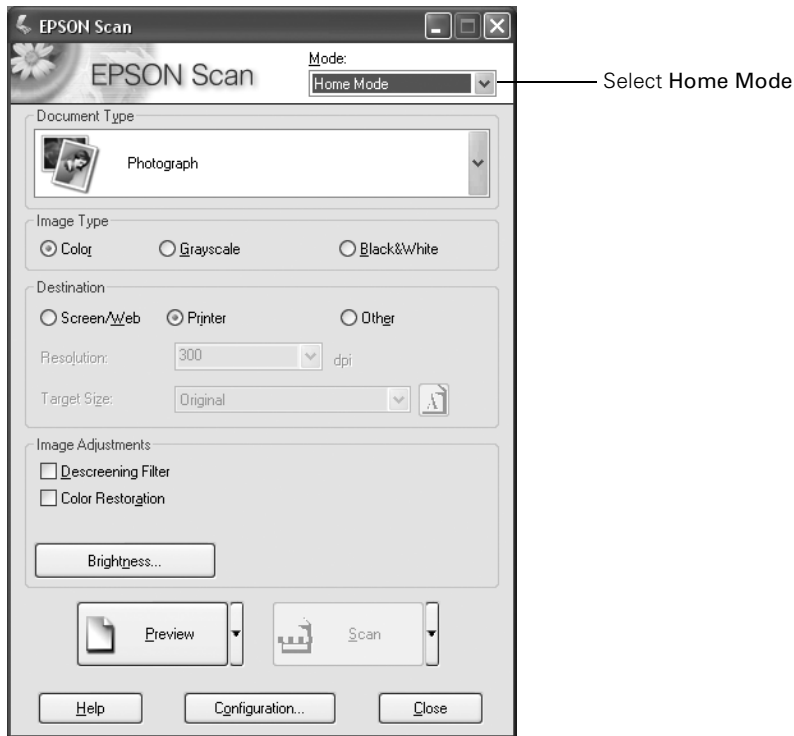 EPSON Scan
EPSON Scan
Mode:
Home Mode
Select Home Mode
Document Type
Photograph
Image Type
Color
Grayscale
Black&White
Destination
Screen/Web
Printer
Other
Resolution:
300
dpi
Target Size:
Original
A
Image Adjustments
Descreening Filter
Color Restoration
Brightness...
Preview
Scan
Help
Configuration...
Close